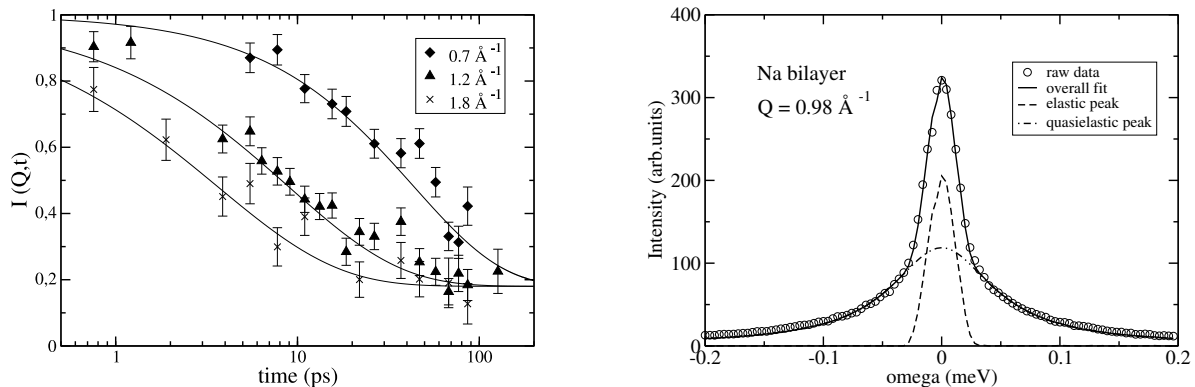 1
0.8
0.6
0.4
0.2
0
I (Q,t)
1 10 100
time (ps)
0.7 Å⁻¹
1.2 Å⁻¹
1.8 Å⁻¹
400
300
200
100
0
Intensity (arb.units)
-0.2 -0.1 0 0.1 0.2
omega (meV)
Na bilayer
Q = 0.98 Å⁻¹
raw data
overall fit
elastic peak
quasielastic peak